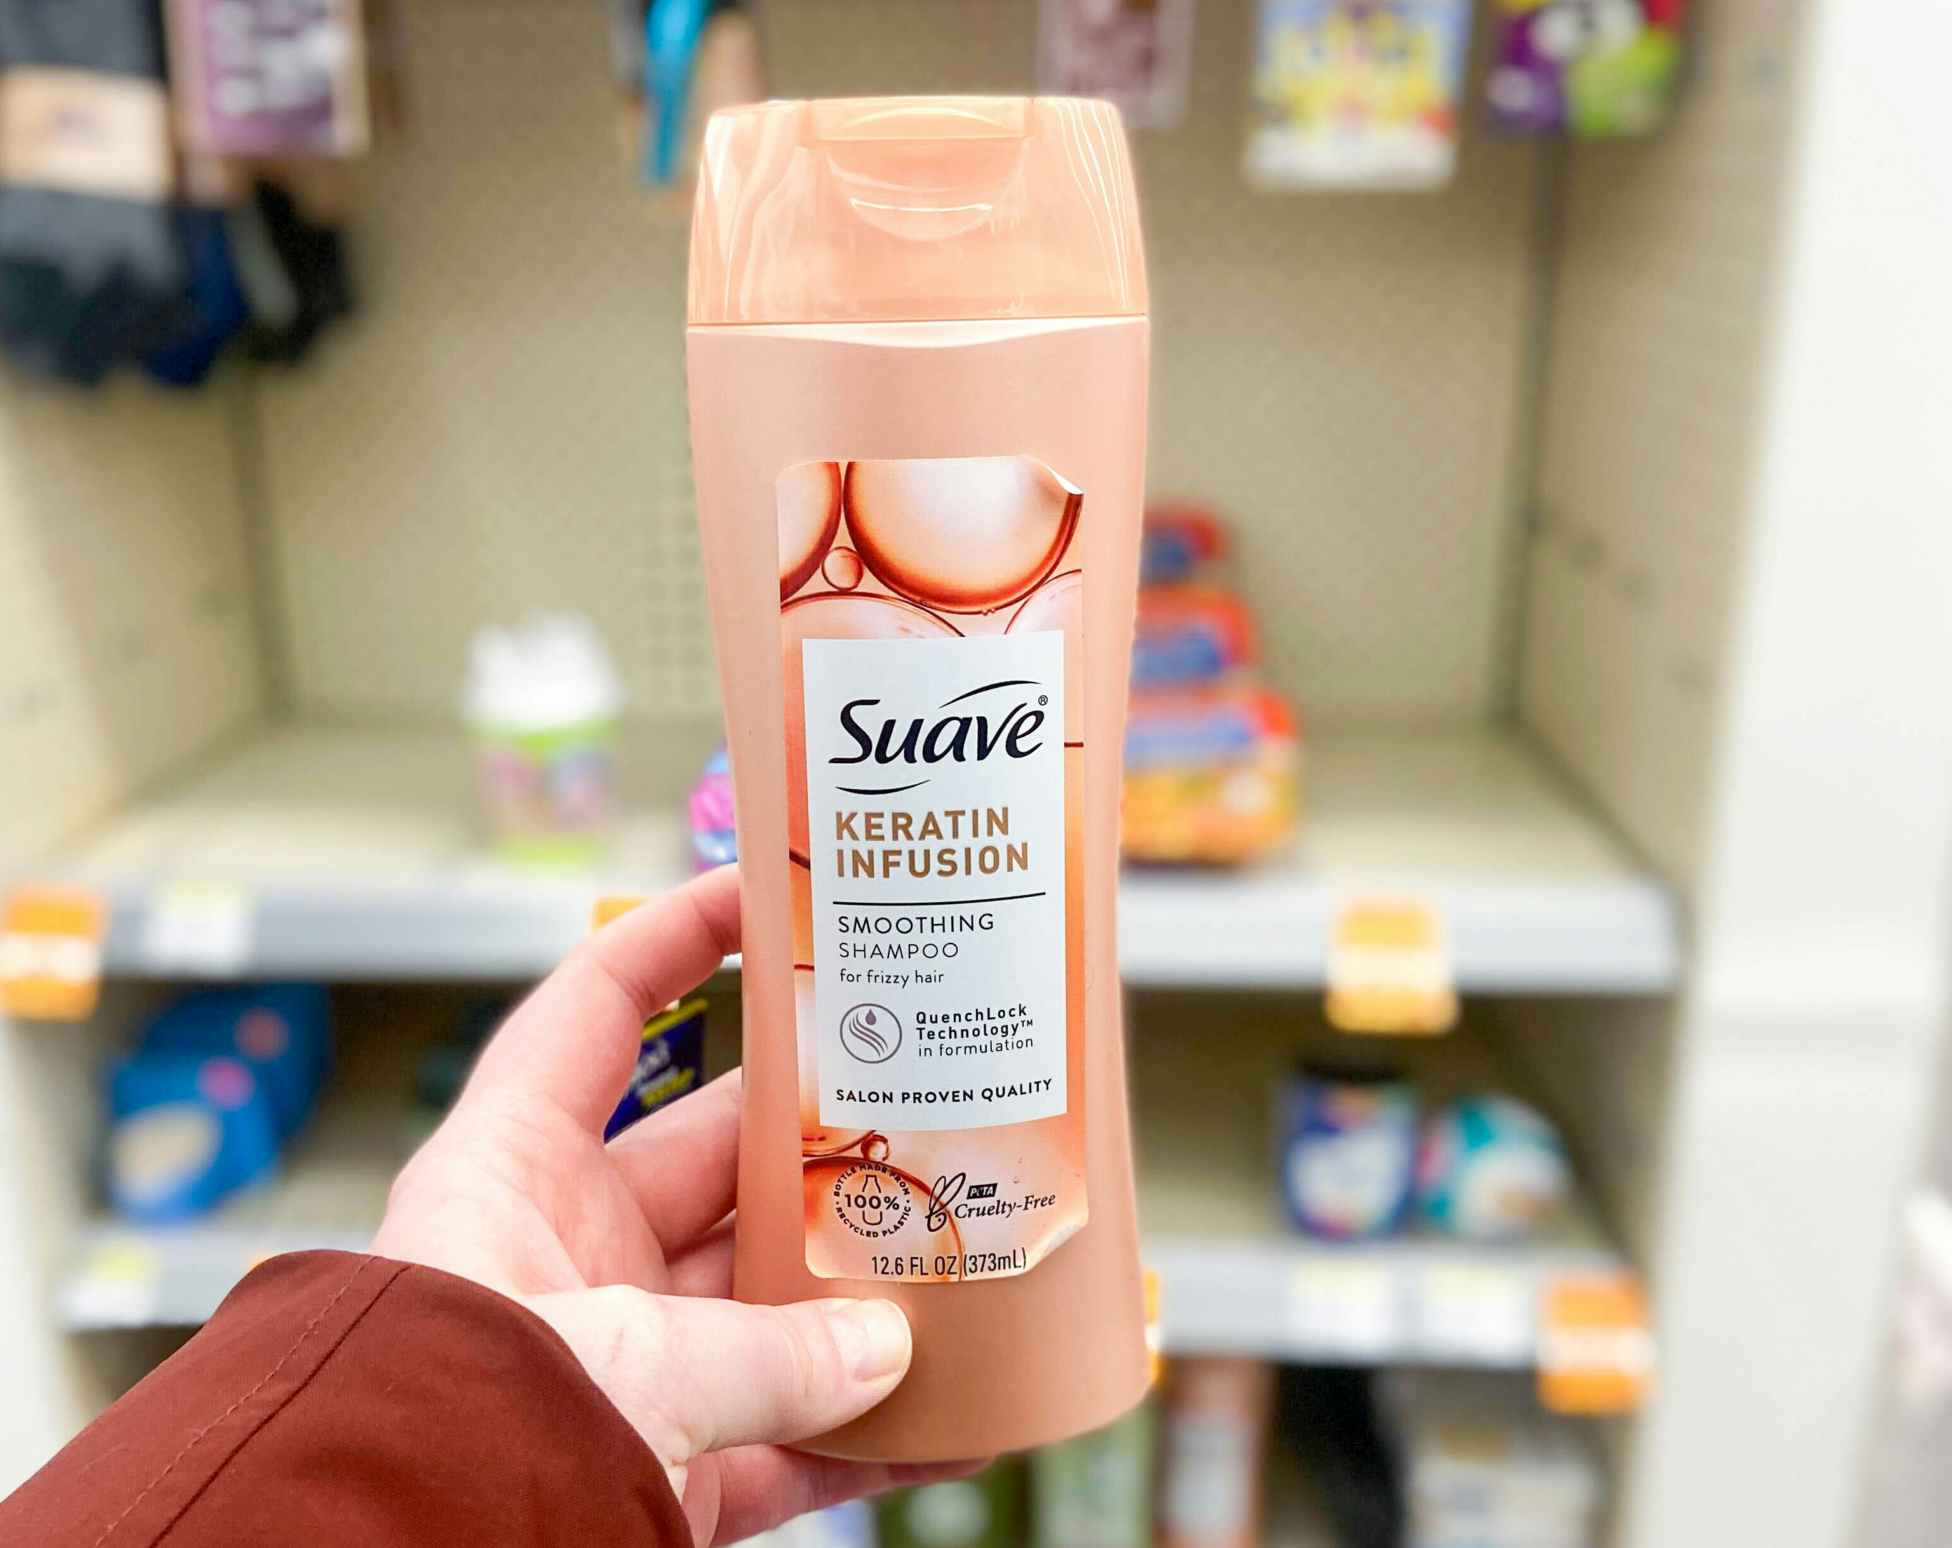 Suave®
KERATIN
INFUSION
SMOOTHING
SHAMPOO
for frizzy hair
QuenchLock
Technology™
in formulation
SALON PROVEN QUALITY
BOTTLE MADE FROM
100%
RECYCLED PLASTIC
PETA
Cruelty-Free
12.6 FL OZ (373mL)